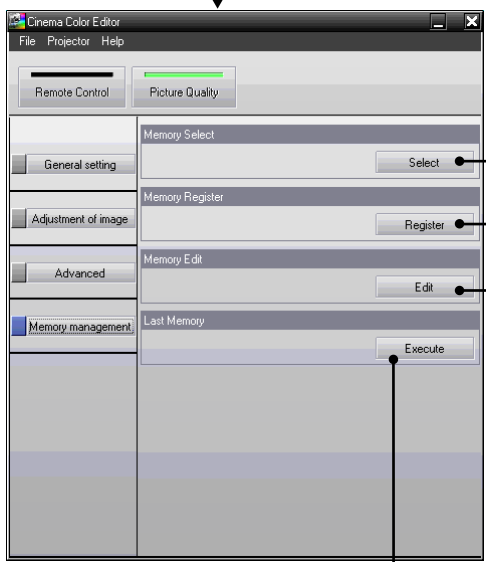 Cinema Color Editor
File Projector Help
Remote Control
Picture Quality
Memory Select
General setting
Select
Memory Register
Adjustment of image
Register
Memory Edit
Advanced
Edit
Last Memory
Memory management
Execute